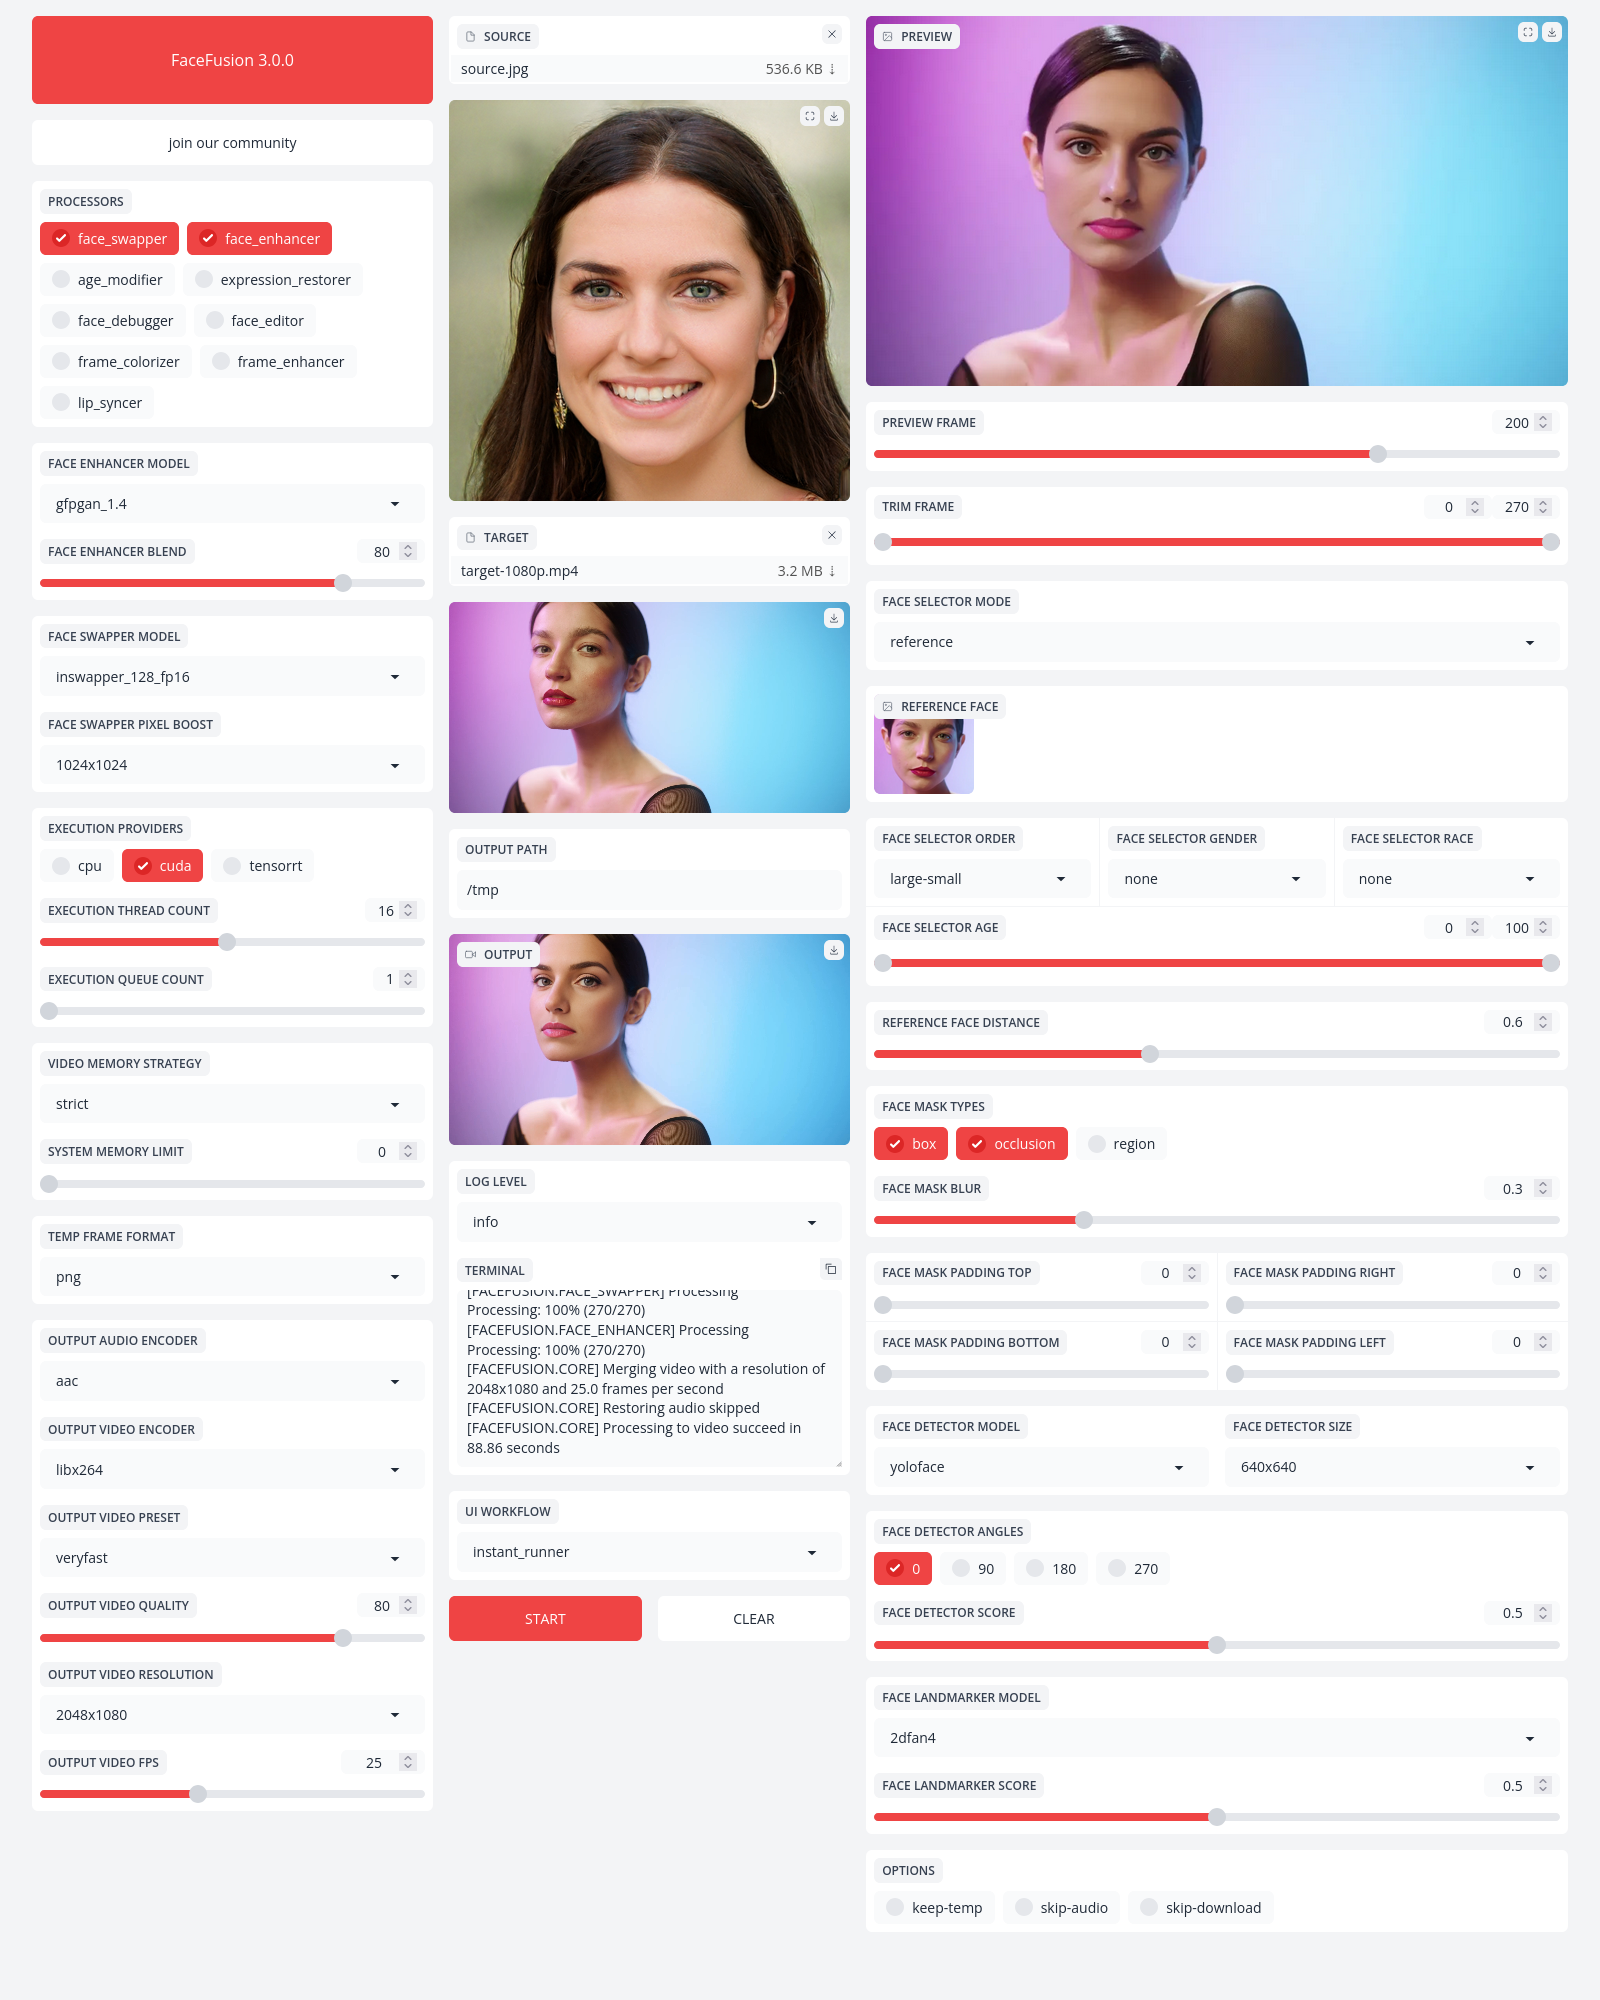 FaceFusion 3.0.0
join our community
PROCESSORS
face_swapper face_enhancer
age_modifier expression_restorer
face_debugger face_editor
frame_colorizer frame_enhancer
lip_syncer
FACE ENHANCER MODEL
gfpgan_1.4
FACE ENHANCER BLEND 80
FACE SWAPPER MODEL
inswapper_128_fp16
FACE SWAPPER PIXEL BOOST
1024x1024
EXECUTION PROVIDERS
cpu cuda tensorrt
EXECUTION THREAD COUNT 16
EXECUTION QUEUE COUNT 1
VIDEO MEMORY STRATEGY
strict
SYSTEM MEMORY LIMIT 0
TEMP FRAME FORMAT
png
OUTPUT AUDIO ENCODER
aac
OUTPUT VIDEO ENCODER
libx264
OUTPUT VIDEO PRESET
veryfast
OUTPUT VIDEO QUALITY 80
OUTPUT VIDEO RESOLUTION
2048x1080
OUTPUT VIDEO FPS 25
SOURCE
source.jpg 536.6 KB ↓
TARGET
target-1080p.mp4 3.2 MB ↓
OUTPUT PATH
/tmp
OUTPUT
LOG LEVEL
info
TERMINAL
[FACEFUSION.FACE_SWAPPER] Processing
Processing: 100% (270/270)
[FACEFUSION.FACE_ENHANCER] Processing
Processing: 100% (270/270)
[FACEFUSION.CORE] Merging video with a resolution of
2048x1080 and 25.0 frames per second
[FACEFUSION.CORE] Restoring audio skipped
[FACEFUSION.CORE] Processing to video succeed in
88.86 seconds
UI WORKFLOW
instant_runner
START CLEAR
PREVIEW
PREVIEW FRAME 200
TRIM FRAME 0 270
FACE SELECTOR MODE
reference
REFERENCE FACE
FACE SELECTOR ORDER FACE SELECTOR GENDER FACE SELECTOR RACE
large-small none none
FACE SELECTOR AGE 0 100
REFERENCE FACE DISTANCE 0.6
FACE MASK TYPES
box occlusion region
FACE MASK BLUR 0.3
FACE MASK PADDING TOP 0 FACE MASK PADDING RIGHT 0
FACE MASK PADDING BOTTOM 0 FACE MASK PADDING LEFT 0
FACE DETECTOR MODEL FACE DETECTOR SIZE
yoloface 640x640
FACE DETECTOR ANGLES
0 90 180 270
FACE DETECTOR SCORE 0.5
FACE LANDMARKER MODEL
2dfan4
FACE LANDMARKER SCORE 0.5
OPTIONS
keep-temp skip-audio skip-download